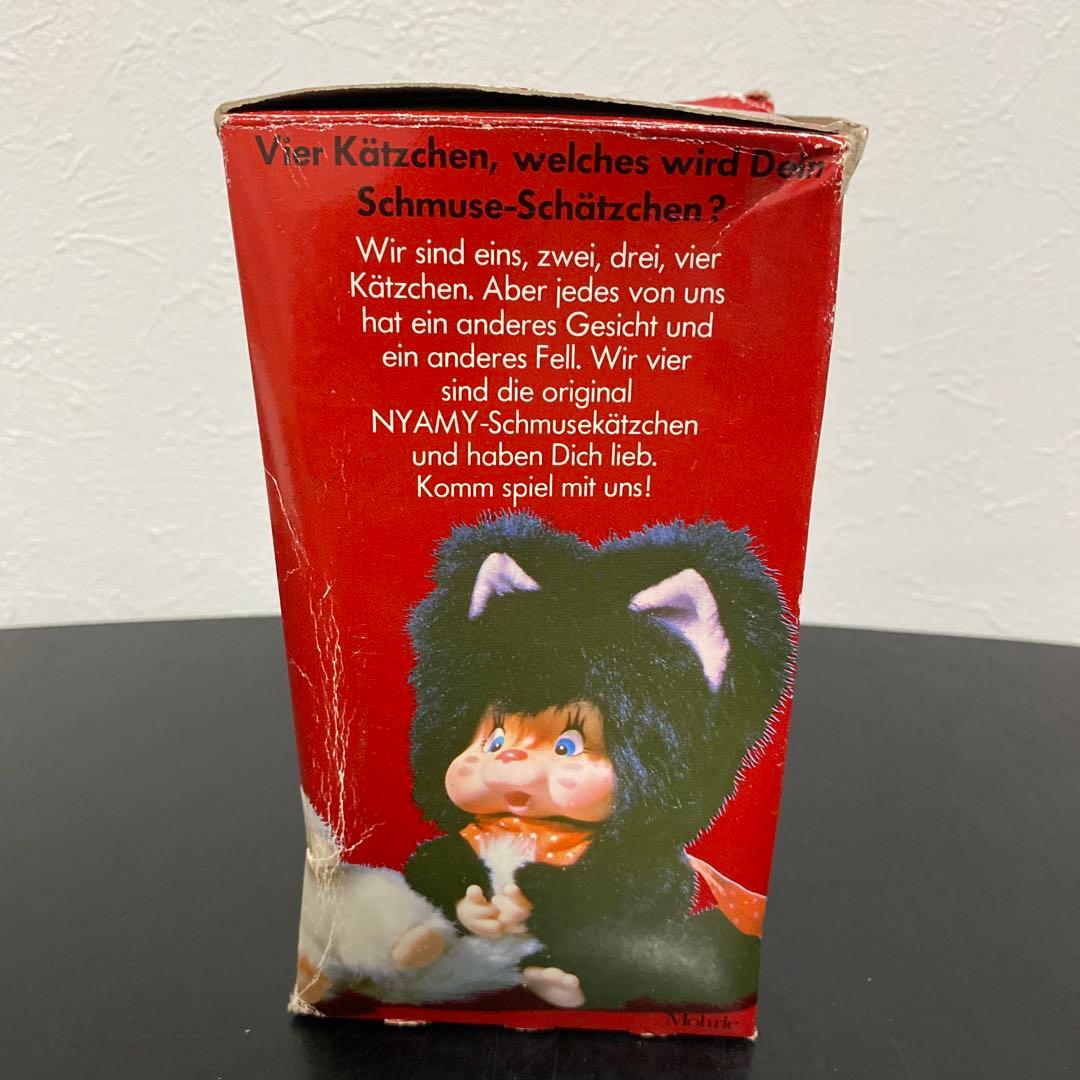 Vier Kätzchen, welches wird Dein
Schmuse-Schätzchen?
Wir sind eins, zwei, drei, vier
Kätzchen. Aber jedes von uns
hat ein anderes Gesicht und
ein anderes Fell. Wir vier
sind die original
NYAMY-Schmusekätzchen
und haben Dich lieb.
Komm spiel mit uns!
Mohrle